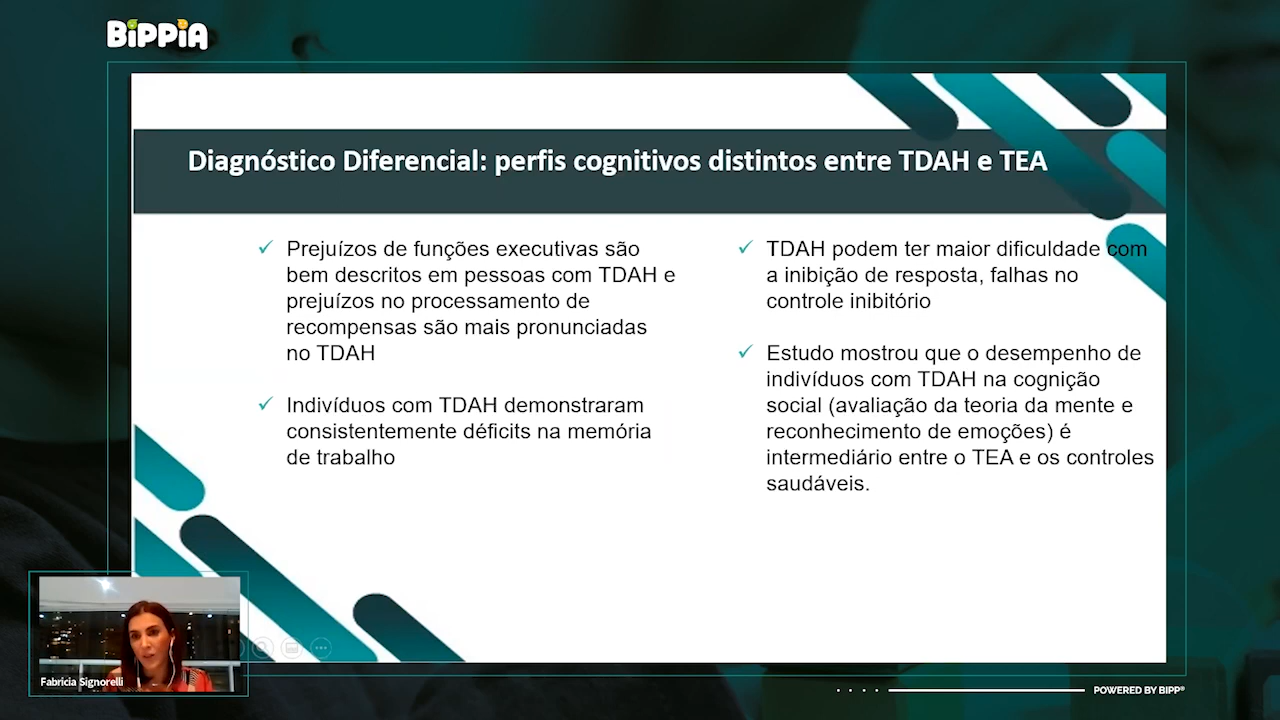 BiPPiA
Diagnóstico Diferencial: perfis cognitivos distintos entre TDAH e TEA
✓ Prejuízos de funções executivas são
bem descritos em pessoas com TDAH e
prejuízos no processamento de
recompensas são mais pronunciadas
no TDAH
✓ Indivíduos com TDAH demonstraram
consistentemente déficits na memória
de trabalho
✓ TDAH podem ter maior dificuldade com
a inibição de resposta, falhas no
controle inibitório
✓ Estudo mostrou que o desempenho de
indivíduos com TDAH na cognição
social (avaliação da teoria da mente e
reconhecimento de emoções) é
intermediário entre o TEA e os controles
saudáveis.
Fabricia Signorelli
POWERED BY BIPP®